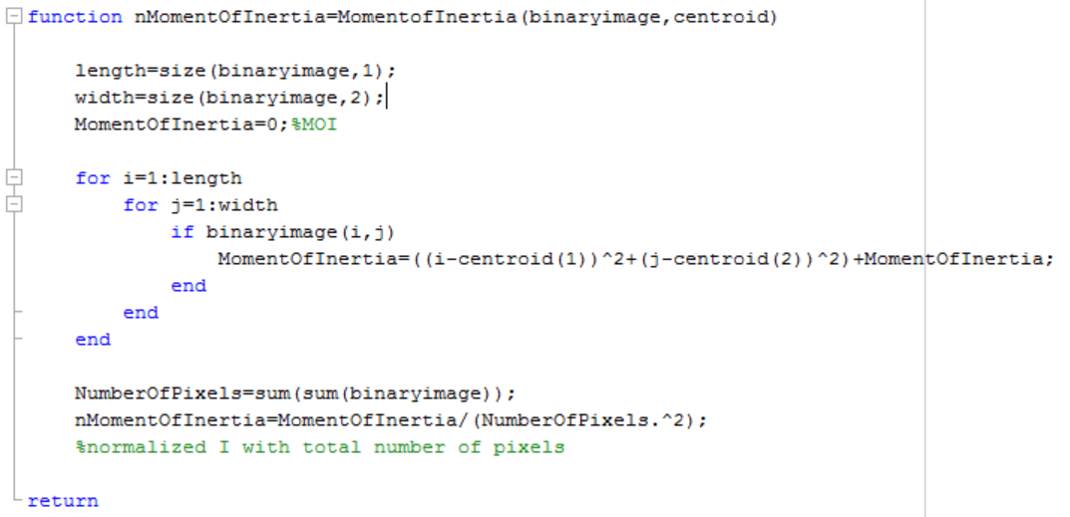 function nMomentOfInertia=MomentofInertia(binaryimage,centroid)
length=size(binaryimage,1);
width=size(binaryimage,2);
MomentOfInertia=0;%MOI
for i=1:length
for j=1:width
if binaryimage(i,j)
MomentOfInertia=((i-centroid(1))^2+(j-centroid(2))^2)+MomentOfInertia;
end
end
end
NumberOfPixels=sum(sum(binaryimage));
nMomentOfInertia=MomentOfInertia/(NumberOfPixels.^2);
%normalized I with total number of pixels
return